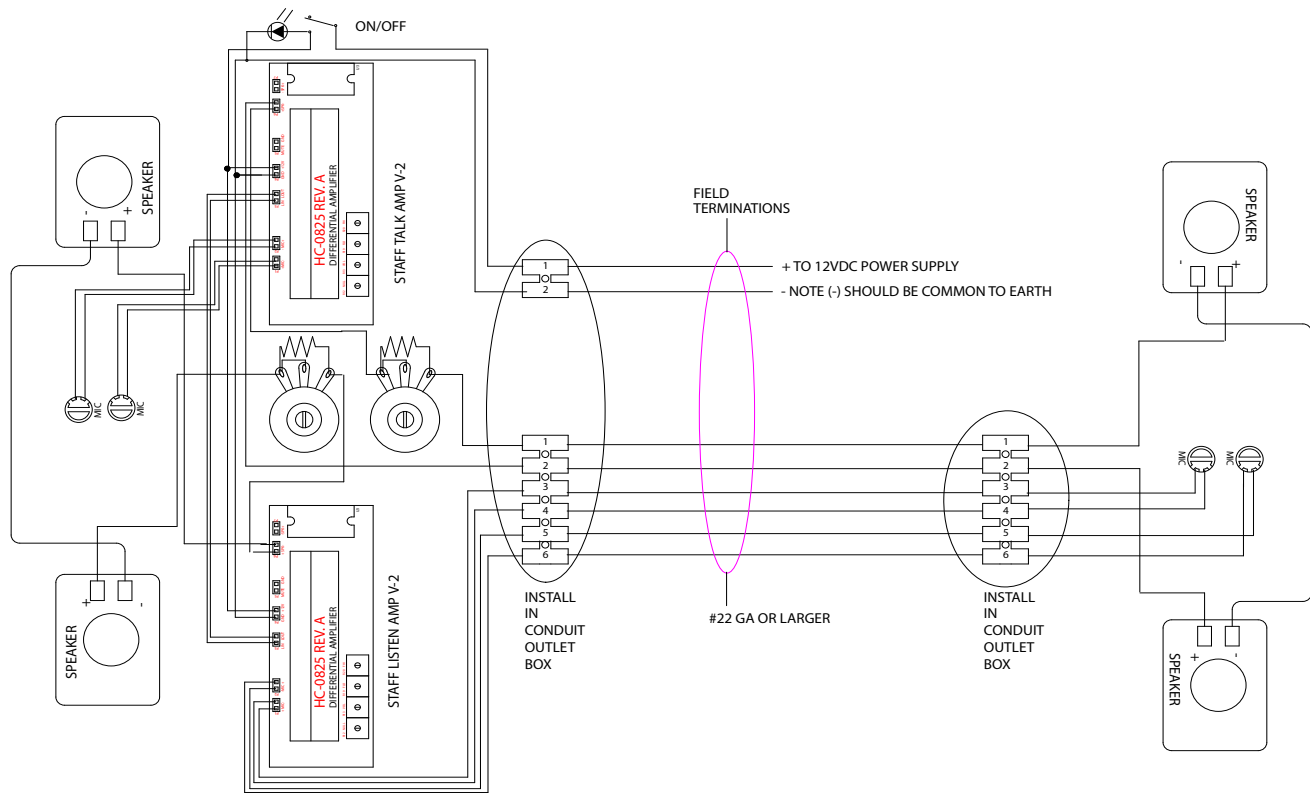 ON/OFF
SPEAKER
-
+
HC-0825 REV. A
DIFFERENTIAL AMPLIFIER
STAFF TALK AMP V-2
FIELD
TERMINATIONS
1
2
+ TO 12VDC POWER SUPPLY
- NOTE (-) SHOULD BE COMMON TO EARTH
SPEAKER
-
+
MIC
MIC
1
2
3
4
5
6
1
2
3
4
5
6
MIC
MIC
HC-0825 REV. A
DIFFERENTIAL AMPLIFIER
STAFF LISTEN AMP V-2
SPEAKER
+
-
INSTALL
IN
CONDUIT
OUTLET
BOX
#22 GA OR LARGER
INSTALL
IN
CONDUIT
OUTLET
BOX
SPEAKER
+
-